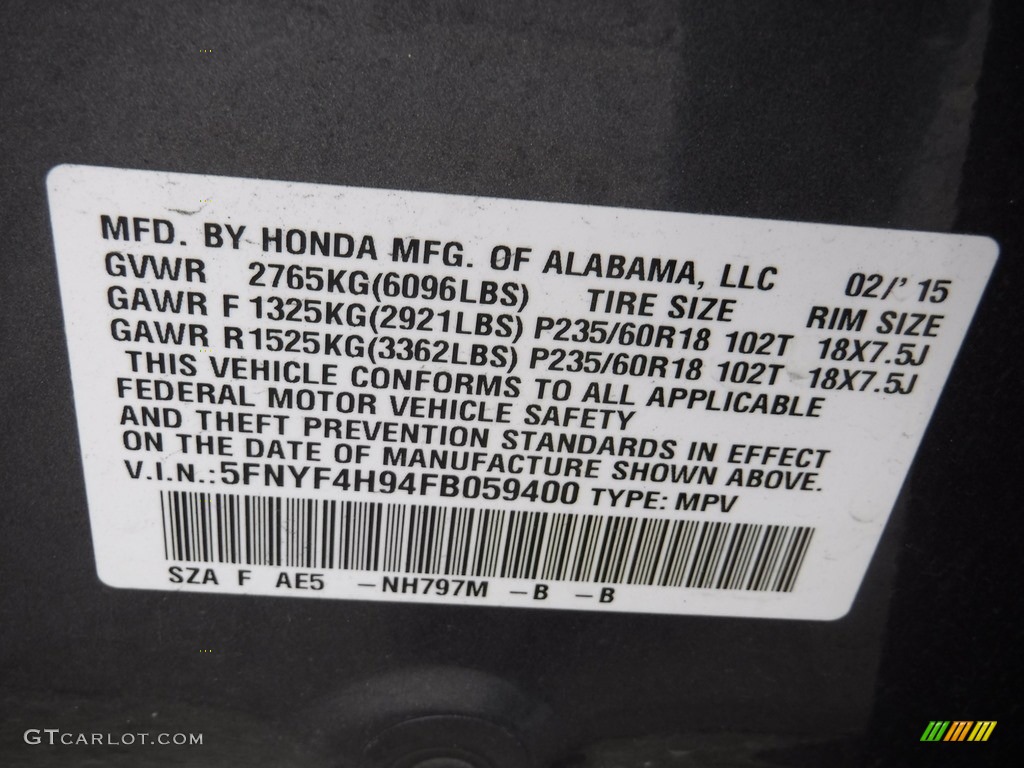 MFD. BY HONDA MFG. OF ALABAMA, LLC 02/' 15
GVWR 2765KG(6096LBS) TIRE SIZE RIM SIZE
GAWR F 1325KG(2921LBS) P235/60R18 102T 18X7.5J
GAWR R1525KG(3362LBS) P235/60R18 102T 18X7.5J
THIS VEHICLE CONFORMS TO ALL APPLICABLE
FEDERAL MOTOR VEHICLE SAFETY
AND THEFT PREVENTION STANDARDS IN EFFECT
ON THE DATE OF MANUFACTURE SHOWN ABOVE.
V.I.N.:5FNYF4H94FB059400 TYPE: MPV
SZA F AE5 -NH797M -B -B
GTCARLOT.COM